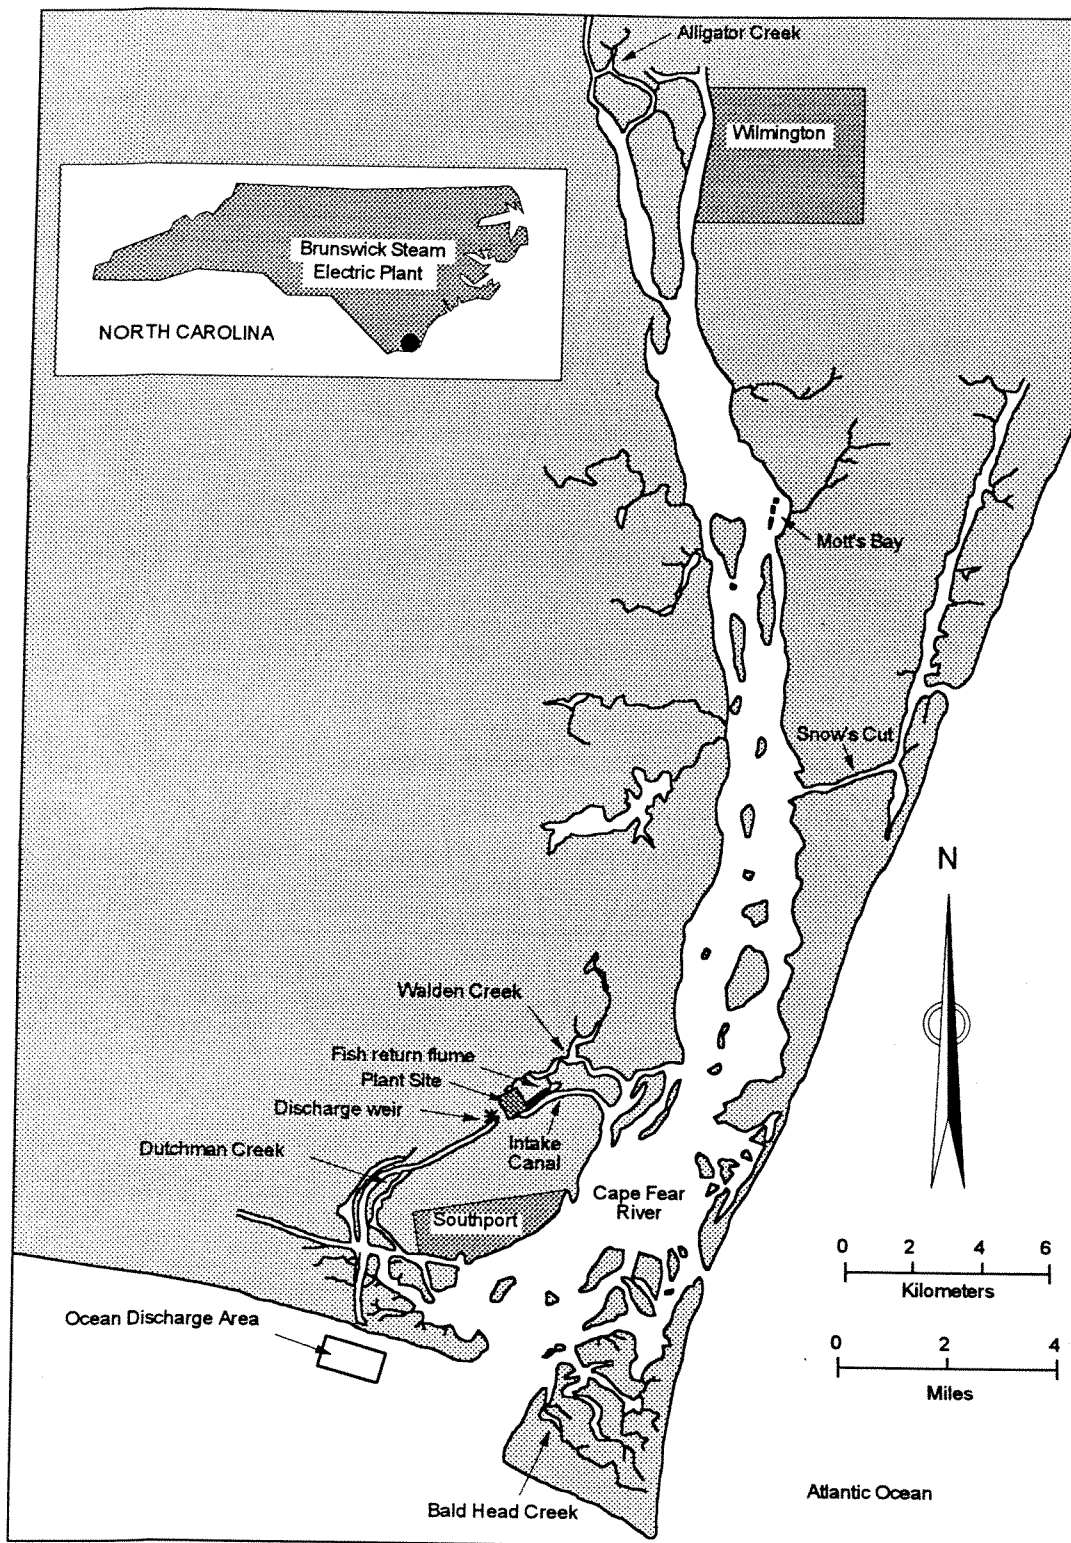 Alligator Creek
Wilmington
Brunswick Steam
Electric Plant
NORTH CAROLINA
Mott's Bay
Snow's Cut
N
Walden Creek
Fish return flume
Plant Site
Discharge weir
Intake
Canal
Dutchman Creek
Cape Fear
River
Southport
0 2 4 6
Kilometers
Ocean Discharge Area
0 2 4
Miles
Atlantic Ocean
Bald Head Creek